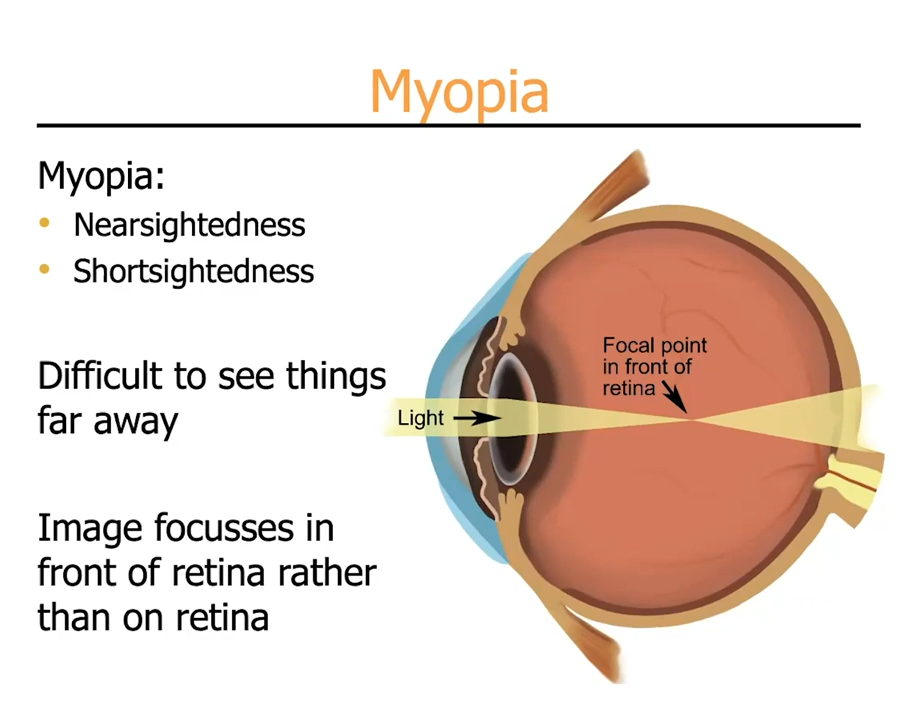 Myopia
Myopia:
• Nearsightedness
• Shortsightedness
Difficult to see things
far away
Image focusses in
front of retina rather
than on retina
Focal point
in front of
retina
Light